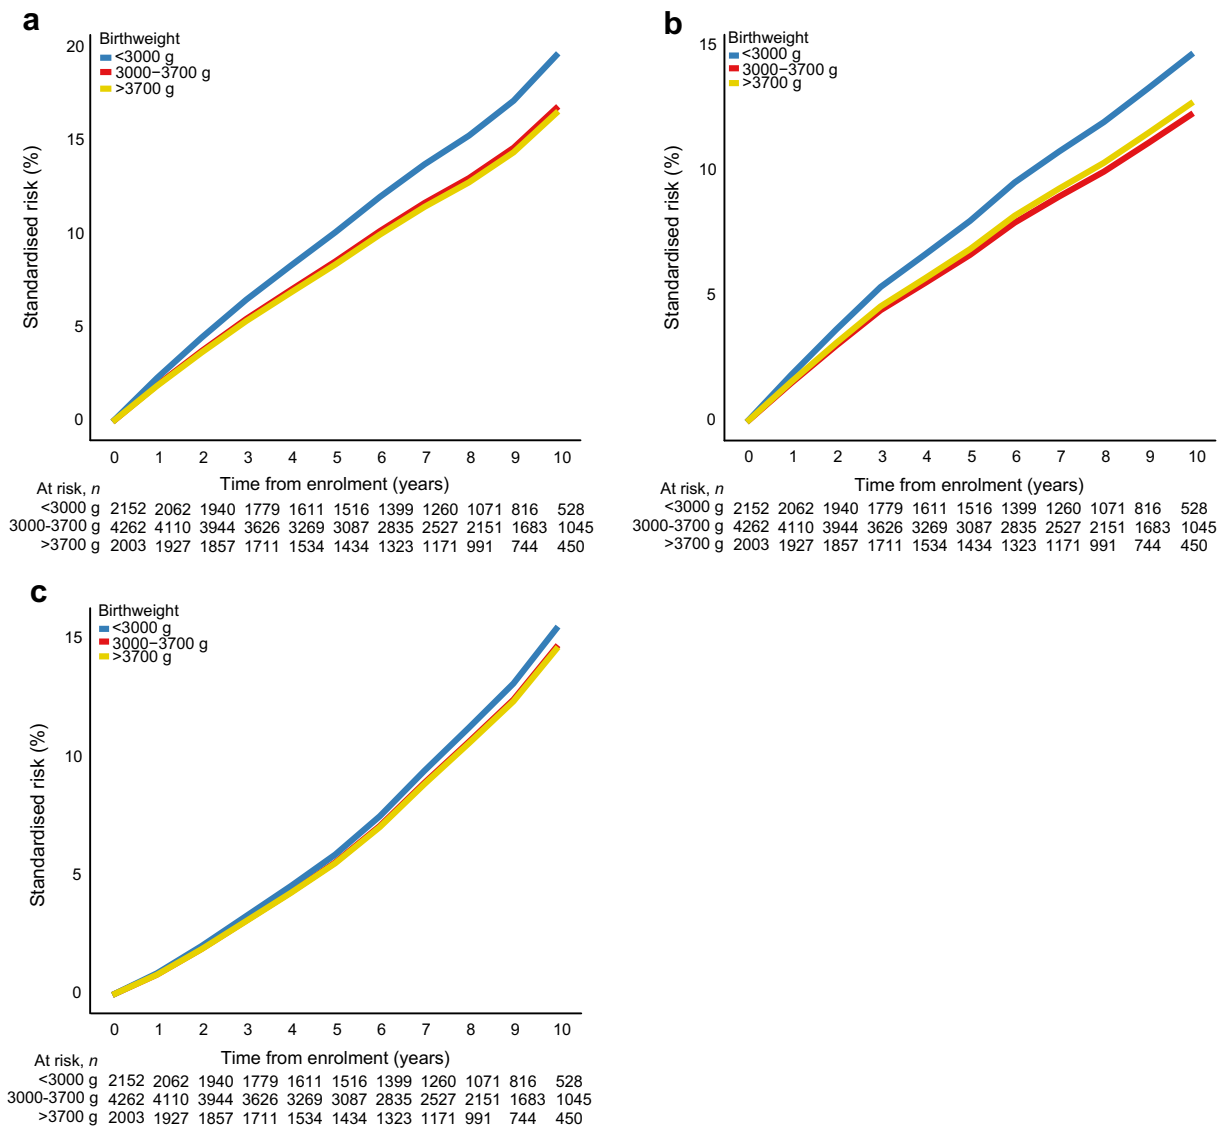 a
Birthweight
<3000 g
3000–3700 g
>3700 g
Standardised risk (%)
20
15
10
5
0
0 1 2 3 4 5 6 7 8 9 10
Time from enrolment (years)
At risk, n
<3000 g 2152 2062 1940 1779 1611 1516 1399 1260 1071 816 528
3000-3700 g 4262 4110 3944 3626 3269 3087 2835 2527 2151 1683 1045
>3700 g 2003 1927 1857 1711 1534 1434 1323 1171 991 744 450
b
Birthweight
<3000 g
3000–3700 g
>3700 g
Standardised risk (%)
15
10
5
0
0 1 2 3 4 5 6 7 8 9 10
Time from enrolment (years)
At risk, n
<3000 g 2152 2062 1940 1779 1611 1516 1399 1260 1071 816 528
3000-3700 g 4262 4110 3944 3626 3269 3087 2835 2527 2151 1683 1045
>3700 g 2003 1927 1857 1711 1534 1434 1323 1171 991 744 450
c
Birthweight
<3000 g
3000–3700 g
>3700 g
Standardised risk (%)
15
10
5
0
0 1 2 3 4 5 6 7 8 9 10
Time from enrolment (years)
At risk, n
<3000 g 2152 2062 1940 1779 1611 1516 1399 1260 1071 816 528
3000-3700 g 4262 4110 3944 3626 3269 3087 2835 2527 2151 1683 1045
>3700 g 2003 1927 1857 1711 1534 1434 1323 1171 991 744 450